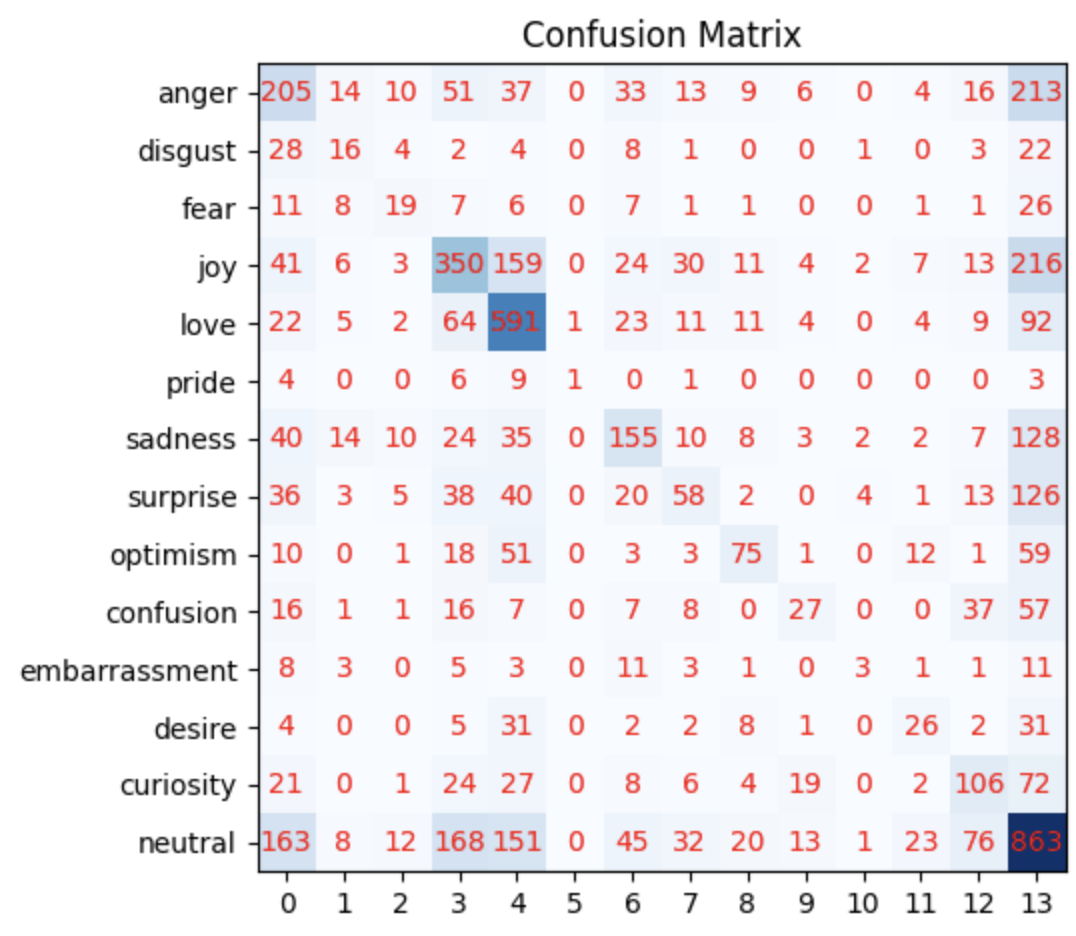 Confusion Matrix
anger 205 14 10 51 37 0 33 13 9 6 0 4 16 213
disgust 28 16 4 2 4 0 8 1 0 0 1 0 3 22
fear 11 8 19 7 6 0 7 1 1 0 0 1 1 26
joy 41 6 3 350 159 0 24 30 11 4 2 7 13 216
love 22 5 2 64 591 1 23 11 11 4 0 4 9 92
pride 4 0 0 6 9 1 0 1 0 0 0 0 0 3
sadness 40 14 10 24 35 0 155 10 8 3 2 2 7 128
surprise 36 3 5 38 40 0 20 58 2 0 4 1 13 126
optimism 10 0 1 18 51 0 3 3 75 1 0 12 1 59
confusion 16 1 1 16 7 0 7 8 0 27 0 0 37 57
embarrassment 8 3 0 5 3 0 11 3 1 0 3 1 1 11
desire 4 0 0 5 31 0 2 2 8 1 0 26 2 31
curiosity 21 0 1 24 27 0 8 6 4 19 0 2 106 72
neutral 163 8 12 168 151 0 45 32 20 13 1 23 76 863
0 1 2 3 4 5 6 7 8 9 10 11 12 13